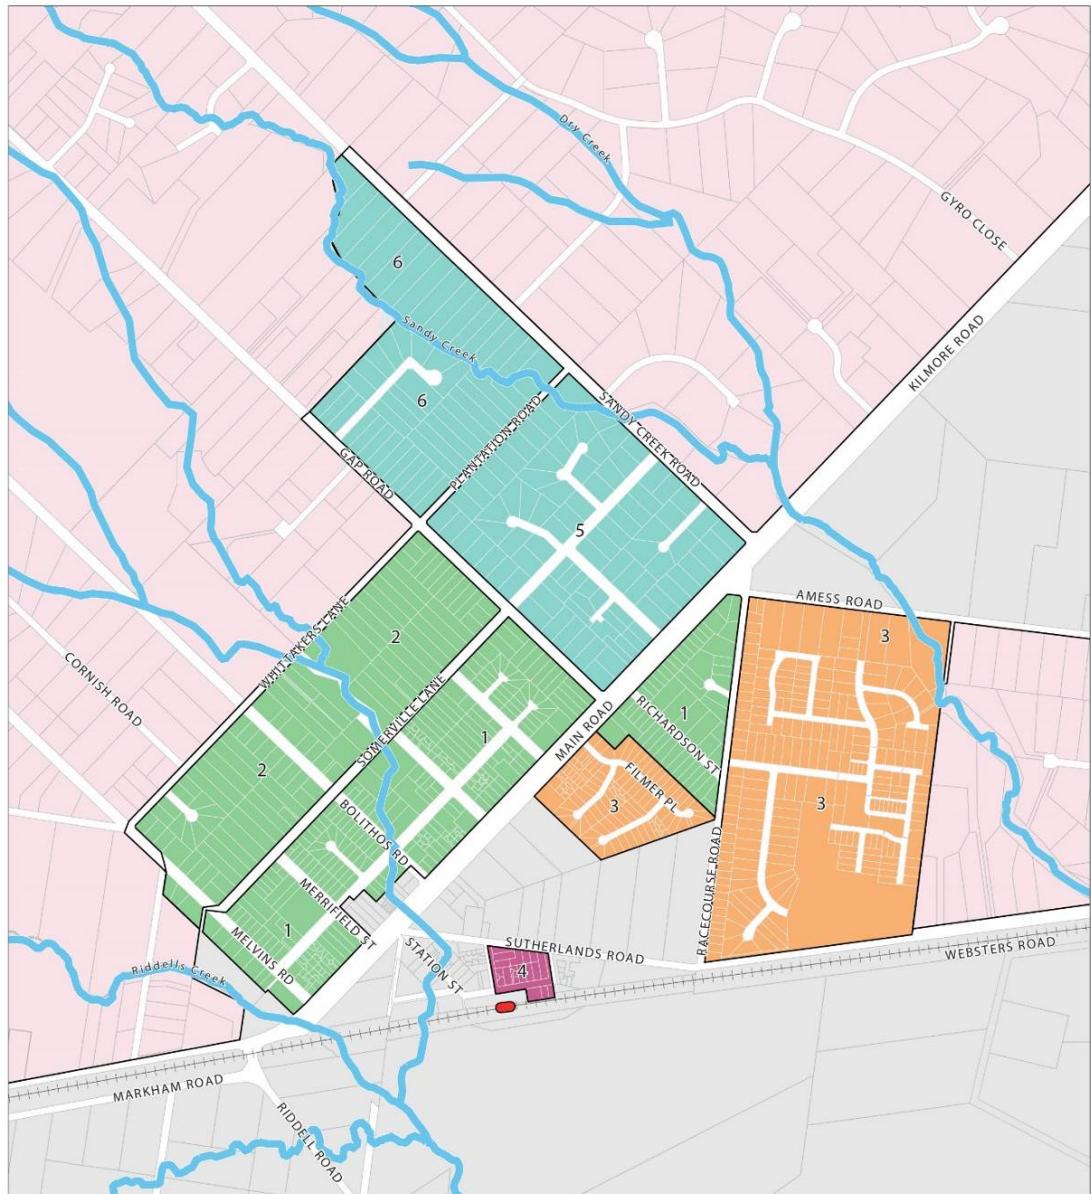 Dry Creek
GYRO CLOSE
6
Sandy Creek
KILMORE ROAD
6
PLANTATION ROAD
SANDY CREEK ROAD
GAP ROAD
5
AMESS ROAD
WHITTAKERS LANE
2
3
CORNISH ROAD
SOMERVILLE LANE
1
MAIN ROAD
RICHARDSON ST
1
2
FILMER PL
3
3
BOLITHOS RD
MERRIFIELD ST
RACECOURSE ROAD
1
MELVINS RD
STATION ST
SUTHERLANDS ROAD
WEBSTERS ROAD
4
Riddells Creek
MARKHAM ROAD
RIDDELL ROAD